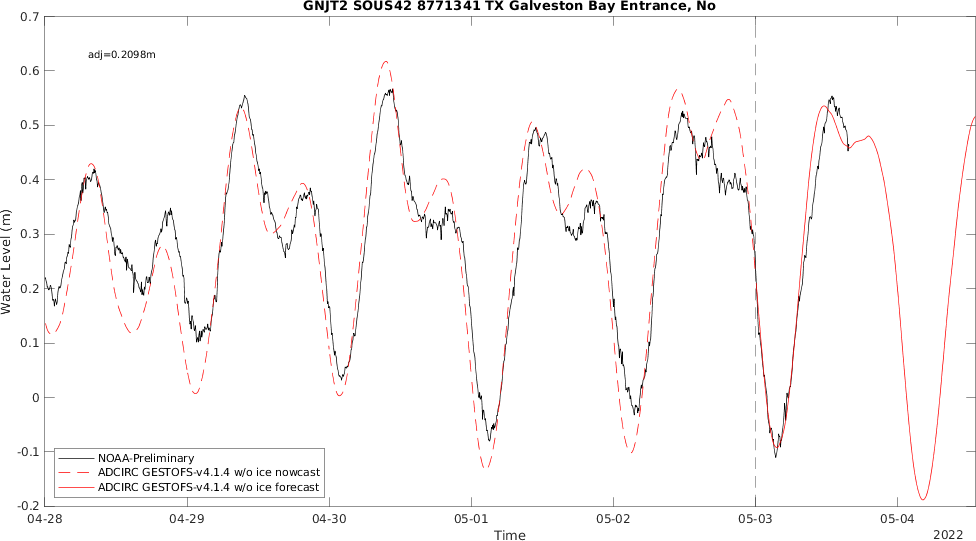 GNJT2 SOUS42 8771341 TX Galveston Bay Entrance, No
adj=0.2098m
0.7
0.6
0.5
0.4
0.3
0.2
0.1
0
-0.1
-0.2
Water Level (m)
NOAA-Preliminary
ADCIRC GESTOFS-v4.1.4 w/o ice nowcast
ADCIRC GESTOFS-v4.1.4 w/o ice forecast
04-28 04-29 04-30 05-01 05-02 05-03 05-04
Time
2022